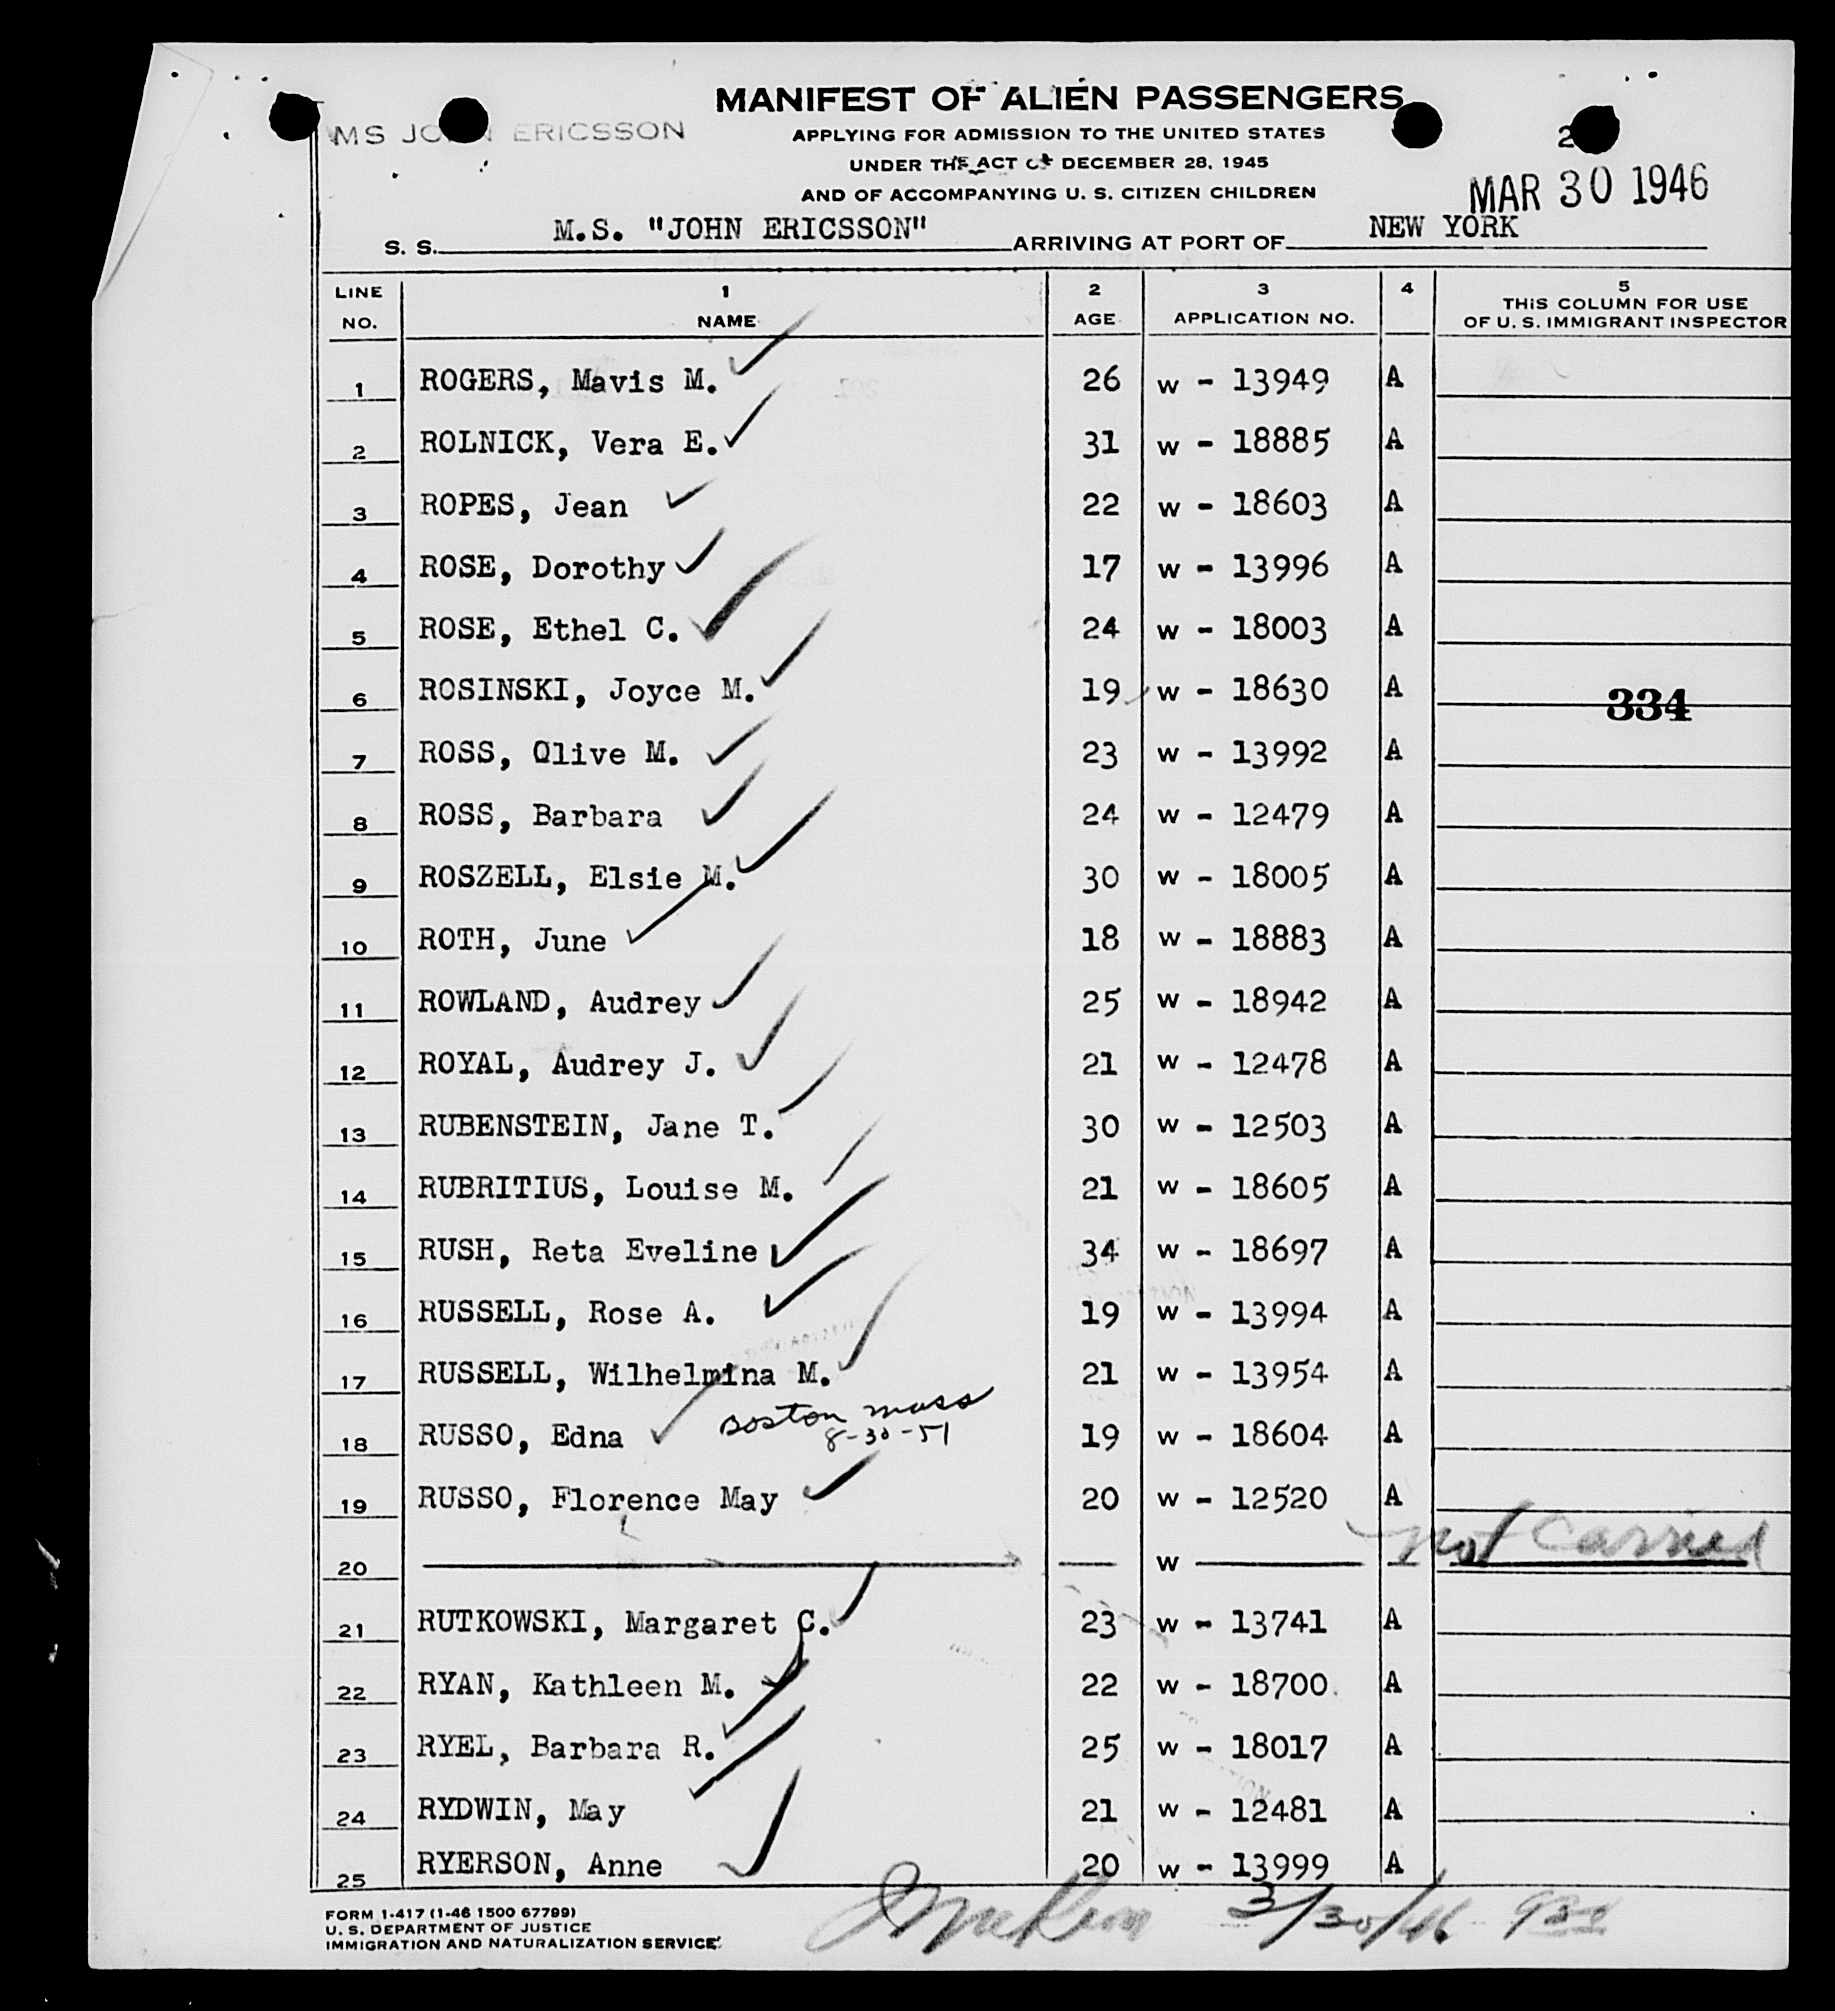 MANIFEST OF ALIEN PASSENGERS
MS JOHN ERICSSON
APPLYING FOR ADMISSION TO THE UNITED STATES
UNDER THE ACT OF DECEMBER 28, 1945
AND OF ACCOMPANYING U. S. CITIZEN CHILDREN
MAR 30 1946
S. S. M.S. "JOHN ERICSSON" ARRIVING AT PORT OF NEW YORK
LINE NO. 1 NAME 2 AGE 3 APPLICATION NO. 4 5 THIS COLUMN FOR USE OF U. S. IMMIGRANT INSPECTOR
1 ROGERS, Mavis M. 26 W - 13949 A
2 ROLNICK, Vera E. 31 W - 18885 A
3 ROPES, Jean 22 W - 18603 A
4 ROSE, Dorothy 17 W - 13996 A
5 ROSE, Ethel C. 24 W - 18003 A
6 ROSINSKI, Joyce M. 19 W - 18630 A 334
7 ROSS, Olive M. 23 W - 13992 A
8 ROSS, Barbara 24 W - 12479 A
9 ROSZELL, Elsie M. 30 W - 18005 A
10 ROTH, June 18 W - 18883 A
11 ROWLAND, Audrey 25 W - 18942 A
12 ROYAL, Audrey J. 21 W - 12478 A
13 RUBENSTEIN, Jane T. 30 W - 12503 A
14 RUBRITIUS, Louise M. 21 W - 18605 A
15 RUSH, Reta Eveline 34 W - 18697 A
16 RUSSELL, Rose A. 19 W - 13994 A
17 RUSSELL, Wilhelmina M. 21 W - 13954 A
18 RUSSO, Edna Boston mass 8-30-51 19 W - 18604 A
19 RUSSO, Florence May 20 W - 12520 A
20 W not carried
21 RUTKOWSKI, Margaret C. 23 W - 13741 A
22 RYAN, Kathleen M. 22 W - 18700 A
23 RYEL, Barbara R. 25 W - 18017 A
24 RYDWIN, May 21 W - 12481 A
25 RYERSON, Anne 20 W - 13999 A
3/30/46
FORM 1-417 (1-46 1500 67799)
U. S. DEPARTMENT OF JUSTICE
IMMIGRATION AND NATURALIZATION SERVICE